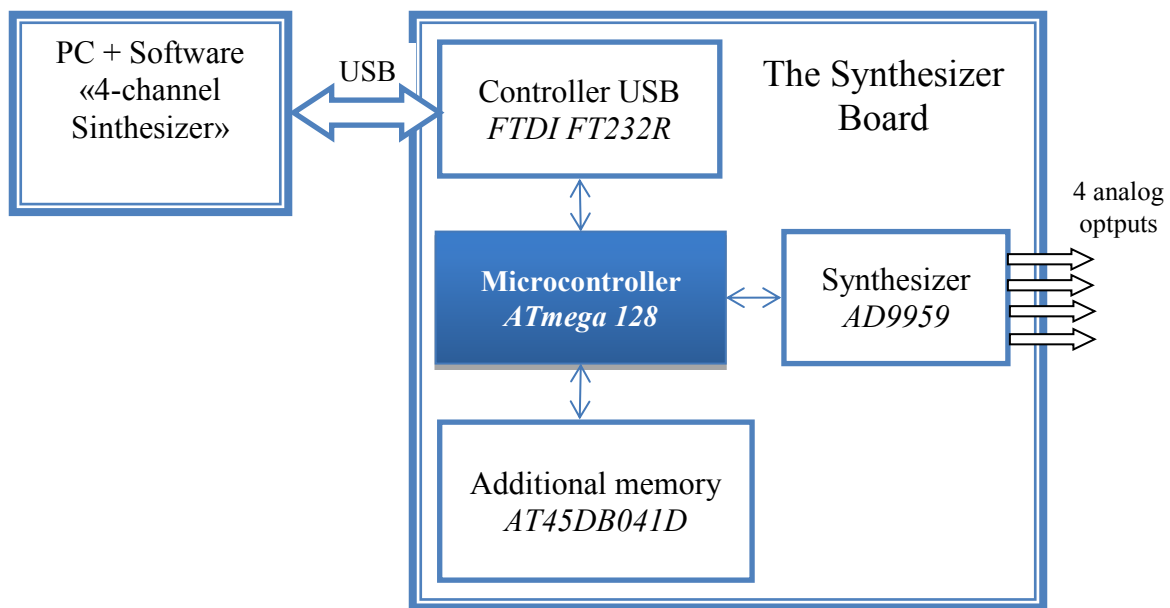 PC + Software
«4-channel
Sinthesizer»
USB
Controller USB
FTDI FT232R
The Synthesizer
Board
4 analog
optputs
Microcontroller
ATmega 128
Synthesizer
AD9959
Additional memory
AT45DB041D